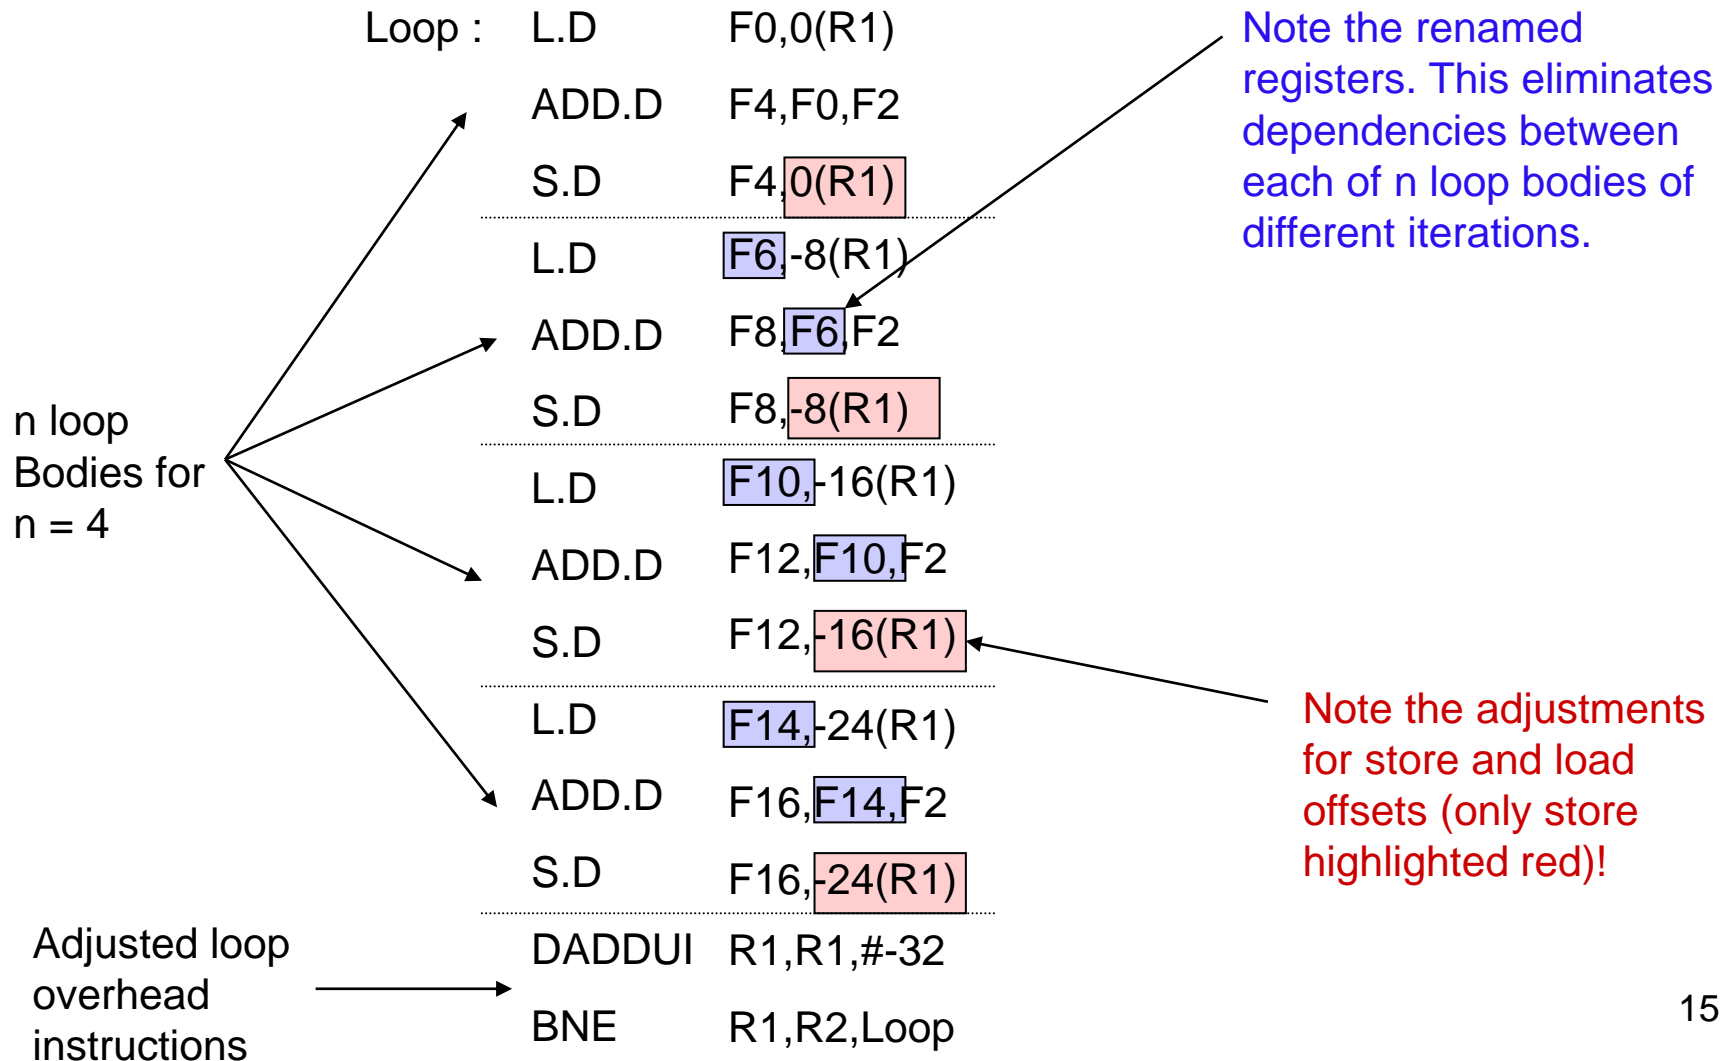 Loop : L.D F0,0(R1)
ADD.D F4,F0,F2
S.D F4,0(R1)
L.D F6,-8(R1)
ADD.D F8,F6,F2
S.D F8,-8(R1)
L.D F10,-16(R1)
ADD.D F12,F10,F2
S.D F12,-16(R1)
L.D F14,-24(R1)
ADD.D F16,F14,F2
S.D F16,-24(R1)
DADDUI R1,R1,#-32
BNE R1,R2,Loop
n loop
Bodies for
n = 4
Adjusted loop
overhead
instructions
Note the renamed
registers. This eliminates
dependencies between
each of n loop bodies of
different iterations.
Note the adjustments
for store and load
offsets (only store
highlighted red)!
15